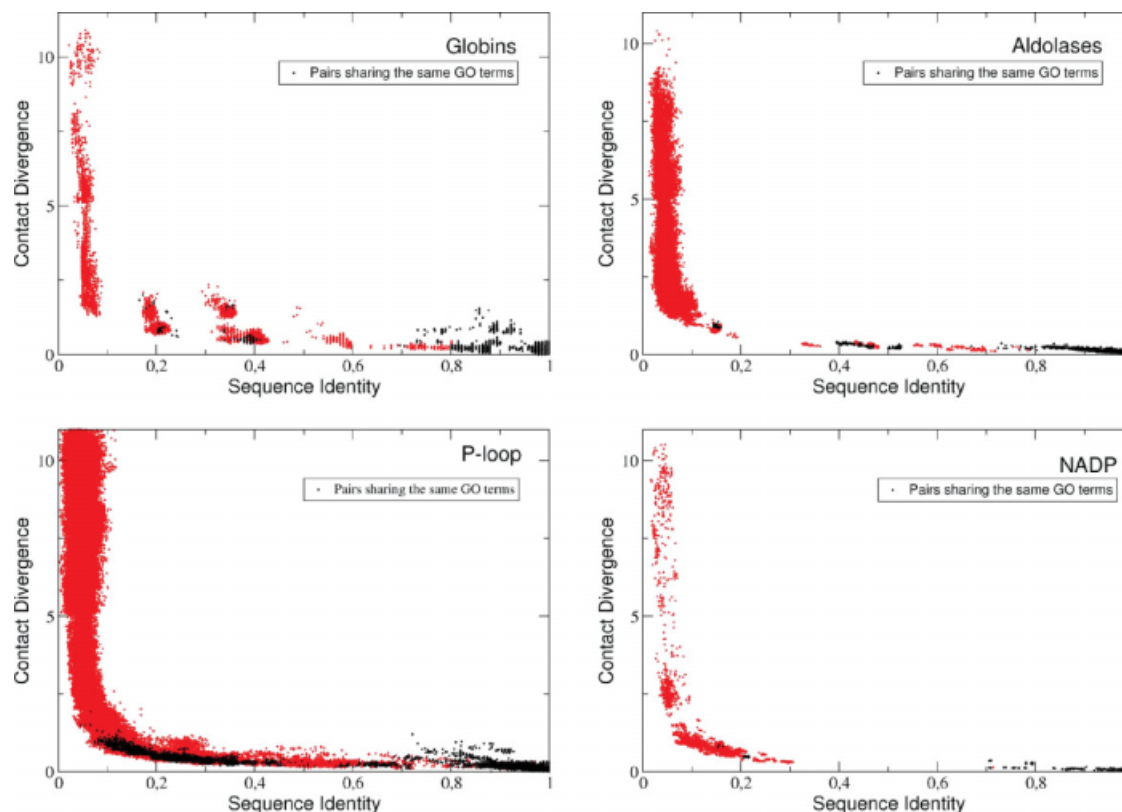 Globins
Pairs sharing the same GO terms
Contact Divergence
10
5
0
0
0,2
0,4
0,6
0,8
1
Sequence Identity
Aldolases
Pairs sharing the same GO terms
Contact Divergence
10
5
0
0
0,2
0,4
0,6
0,8
Sequence Identity
P-loop
Pairs sharing the same GO terms
Contact Divergence
10
5
0
0
0,2
0,4
0,6
0,8
1
Sequence Identity
NADP
Pairs sharing the same GO terms
Contact Divergence
10
5
0
0
0,2
0,4
0,6
0,8
Sequence Identity